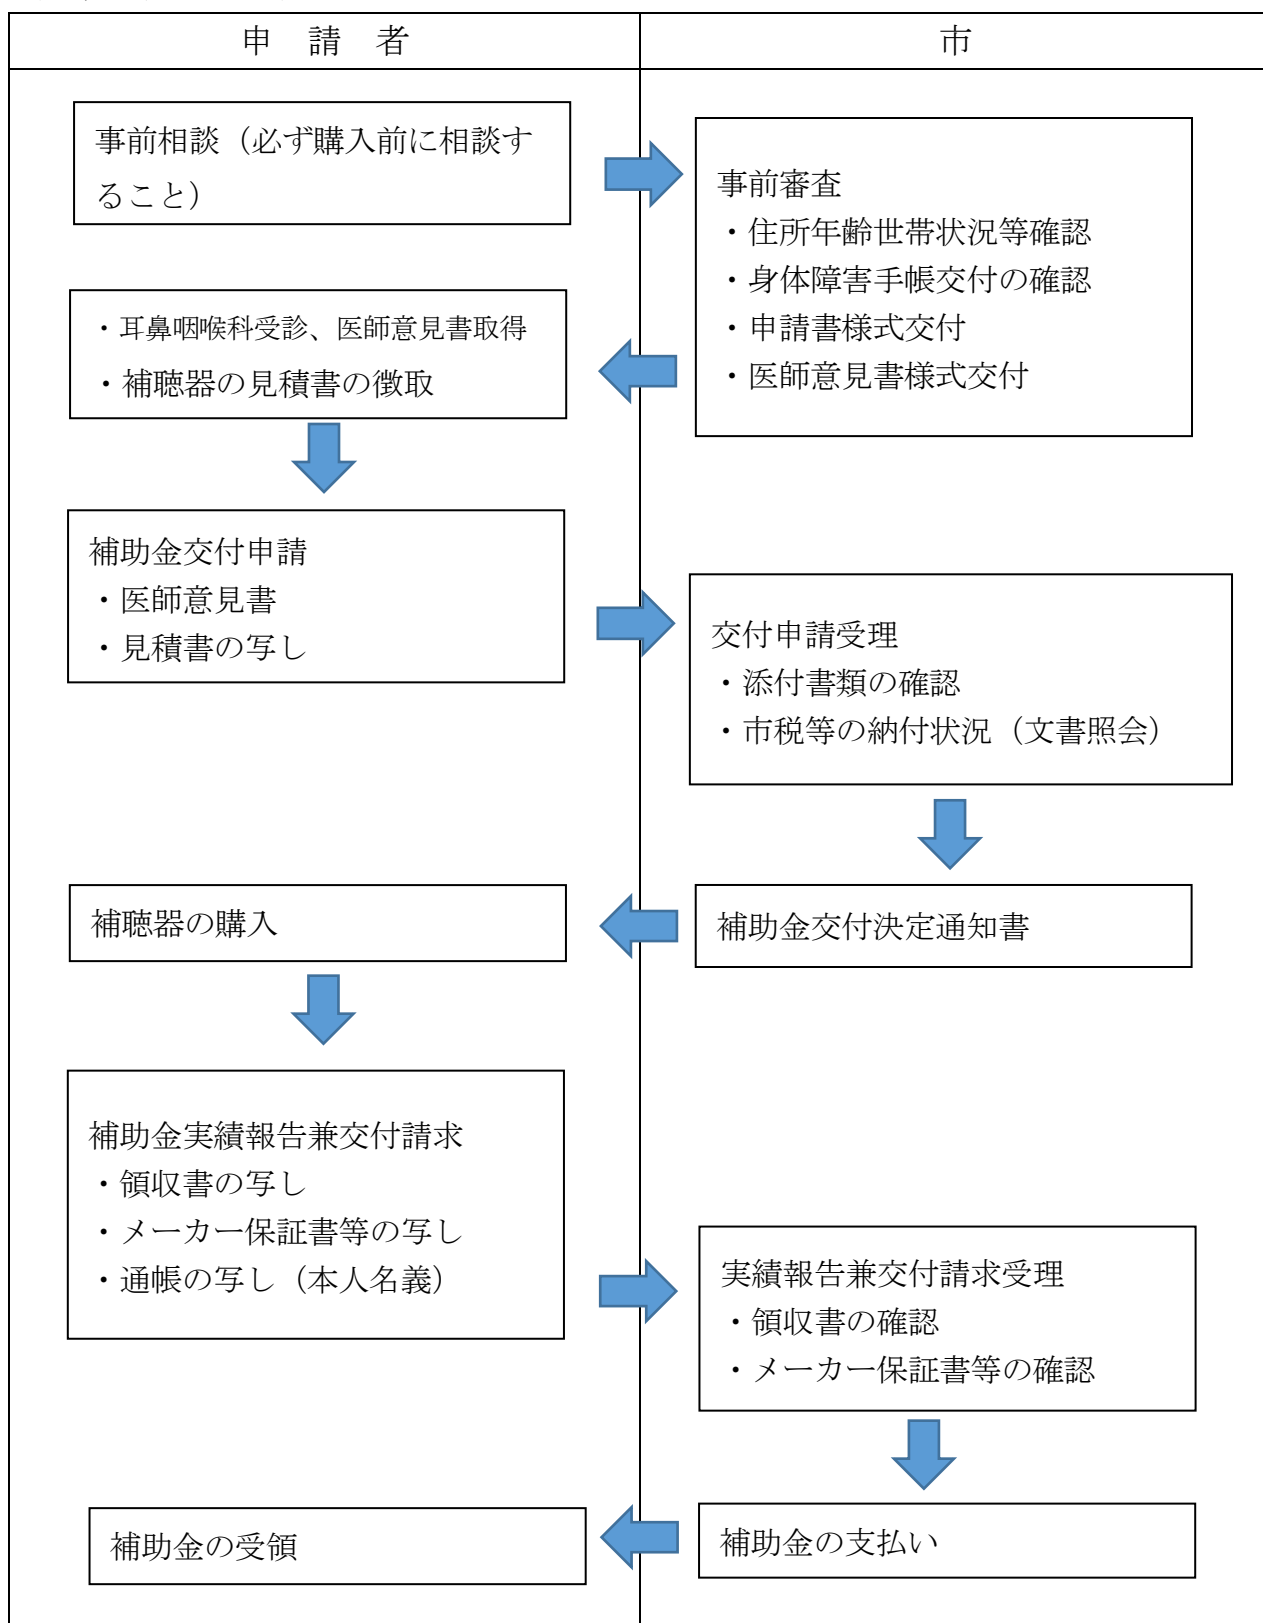 申　請　者
市
事前相談（必ず購入前に相談す
ること）
事前審査
・住所年齢世帯状況等確認
・身体障害手帳交付の確認
・申請書様式交付
・医師意見書様式交付
・耳鼻咽喉科受診、医師意見書取得
・補聴器の見積書の徴取
補助金交付申請
・医師意見書
・見積書の写し
交付申請受理
・添付書類の確認
・市税等の納付状況（文書照会）
補助金交付決定通知書
補聴器の購入
補助金実績報告兼交付請求
・領収書の写し
・メーカー保証書等の写し
・通帳の写し（本人名義）
実績報告兼交付請求受理
・領収書の確認
・メーカー保証書等の確認
補助金の支払い
補助金の受領